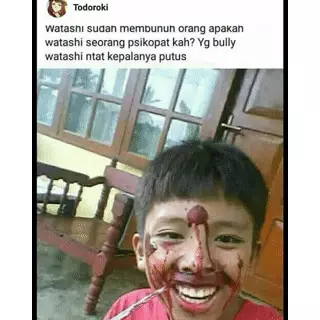 Todoroki
Watashi sudah membunuh orang apakah
watashi seorang psikopat kah? Yg bully
watashi ntat kepalanya putus